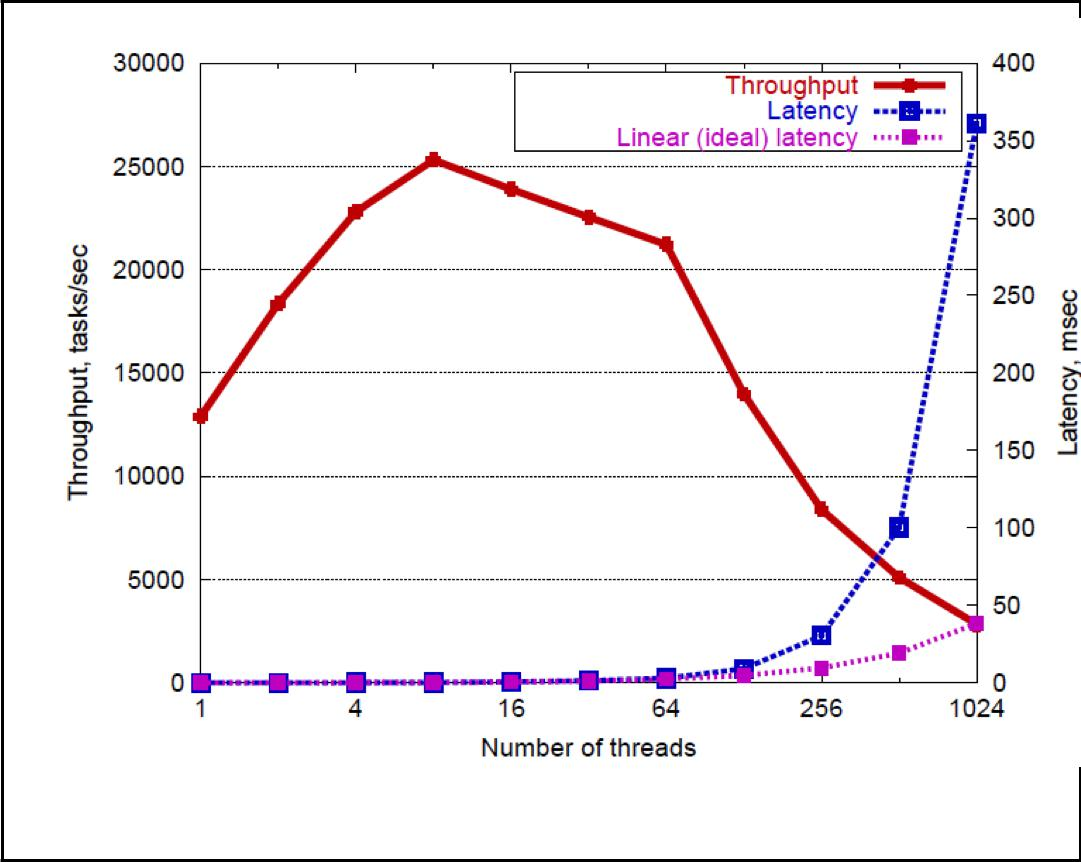 30000
25000
20000
15000
10000
5000
0
Throughput, tasks/sec
Throughput
Latency
Linear (ideal) latency
400
350
300
250
200
150
100
50
0
Latency, msec
1 4 16 64 256 1024
Number of threads